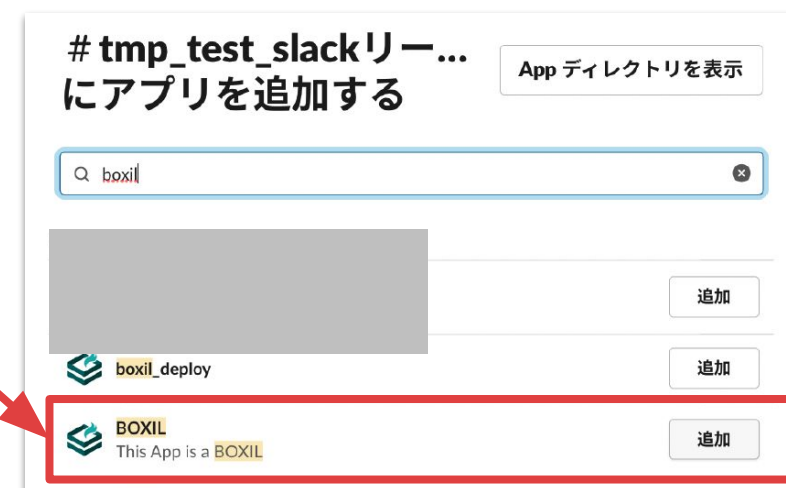 #tmp_test_slackリー...
にアプリを追加する
App ディレクトリを表示
boxil
追加
boxil_deploy
追加
BOXIL
This App is a BOXIL
追加